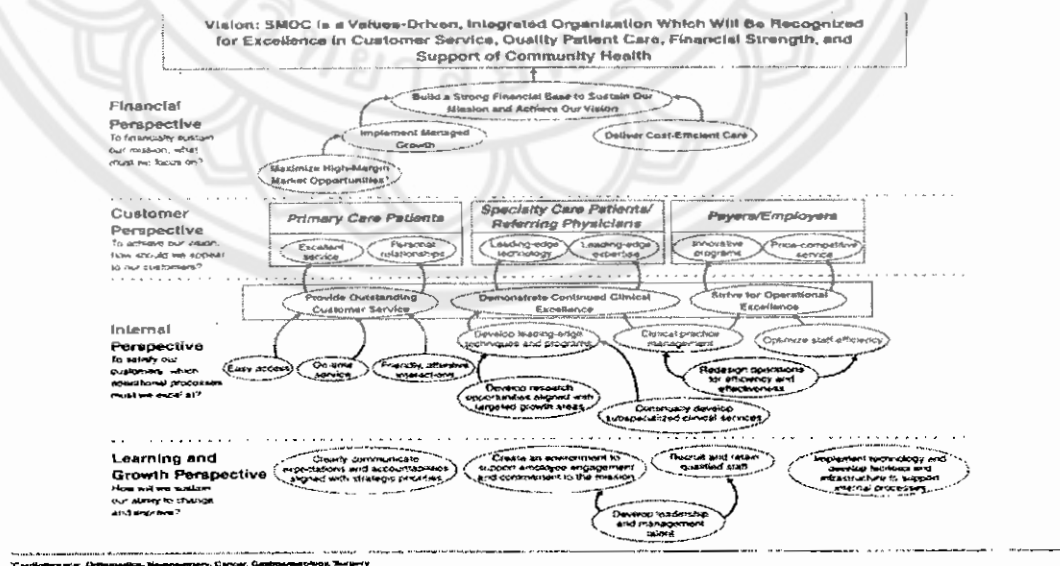 Vision: SMOC is a Values-Driven, Integrated Organization Which Will Be Recognized
for Excellence in Customer Service, Quality Patient Care, Financial Strength, and
Support of Community Health
Build a Strong Financial Base to Sustain Our
Mission and Achieve Our Vision
Financial
Perspective
To financially sustain
our mission, what
must we focus on?
Implement Managed
Growth
Deliver Cost-Efficient Care
Maximize High-Margin
Market Opportunities*
Customer
Perspective
To achieve our vision,
how should we appear
to our customers?
Primary Care Patients
Specialty Care Patients/
Referring Physicians
Payers/Employers
Excellent
service
Personal
relationships
Leading-edge
technology
Leading-edge
expertise
Innovative
programs
Price-competitive
service
Provide Outstanding
Customer Service
Demonstrate Continued Clinical
Excellence
Strive for Operational
Excellence
Internal
Perspective
To satisfy our
customers, which
operational processes
must we excel at?
Develop leading-edge
techniques and programs
Clinical practice
management
Optimize staff efficiency
Easy access
On-time
service
Friendly, attentive
interactions
Redesign operations
for efficiency and
effectiveness
Develop research
opportunities aligned with
targeted growth areas
Continually develop
subspecialized clinical services
Learning and
Growth Perspective
How will we sustain
our ability to change
and improve?
Clearly communicate
expectations and accountabilities
aligned with strategic priorities
Create an environment to
support employee engagement
and commitment to the mission
Recruit and retain
qualified staff
Implement technology and
develop facilities and
infrastructure to support
internal processes
Develop leadership
and management
talent
Orthopedics, Neurosurgery, Cancer, Surgery